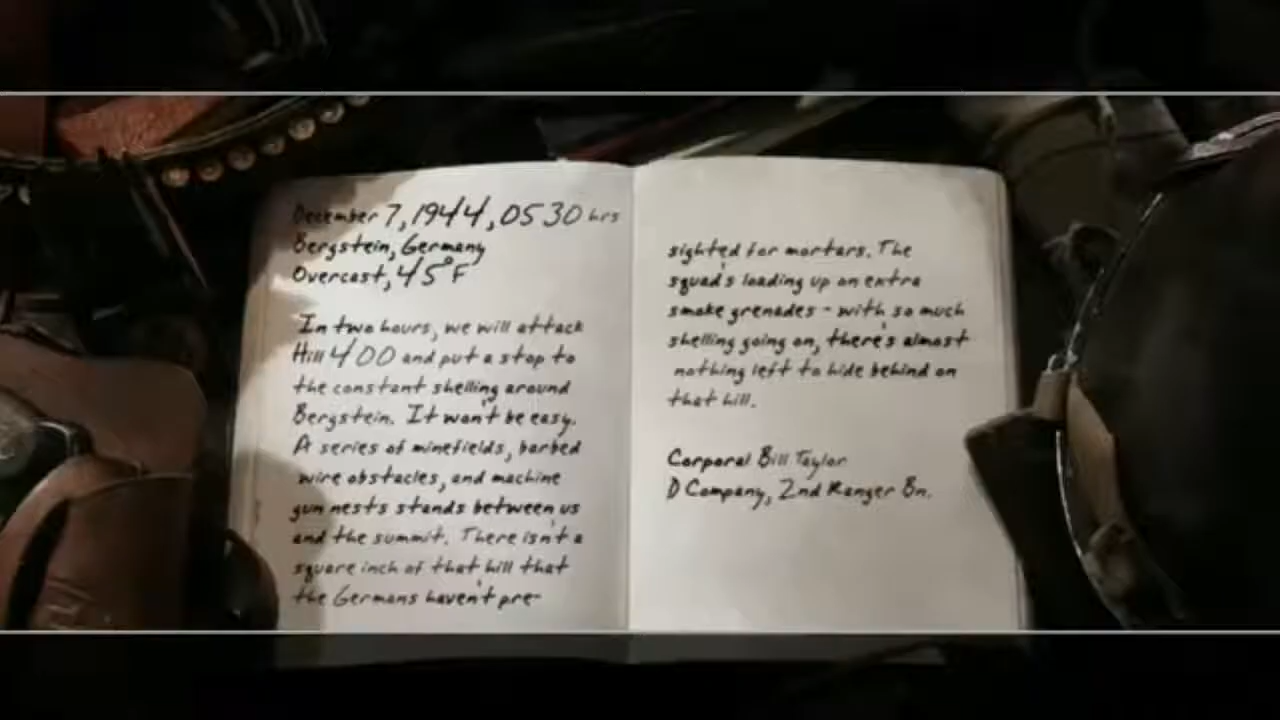 December 7, 1944, 0530 hrs
Bergstein, Germany
Overcast, 45°F
In two hours, we will attack
Hill 400 and put a stop to
the constant shelling around
Bergstein. It won't be easy.
A series of minefields, barbed
wire obstacles, and machine
gun nests stands between us
and the summit. There isn't a
square inch of that hill that
the Germans haven't pre-
sighted for mortars. The
squad's loading up on extra
smoke grenades - with so much
shelling going on, there's almost
nothing left to hide behind on
that hill.
Corporal Bill Taylor
D Company, 2nd Ranger Bn.